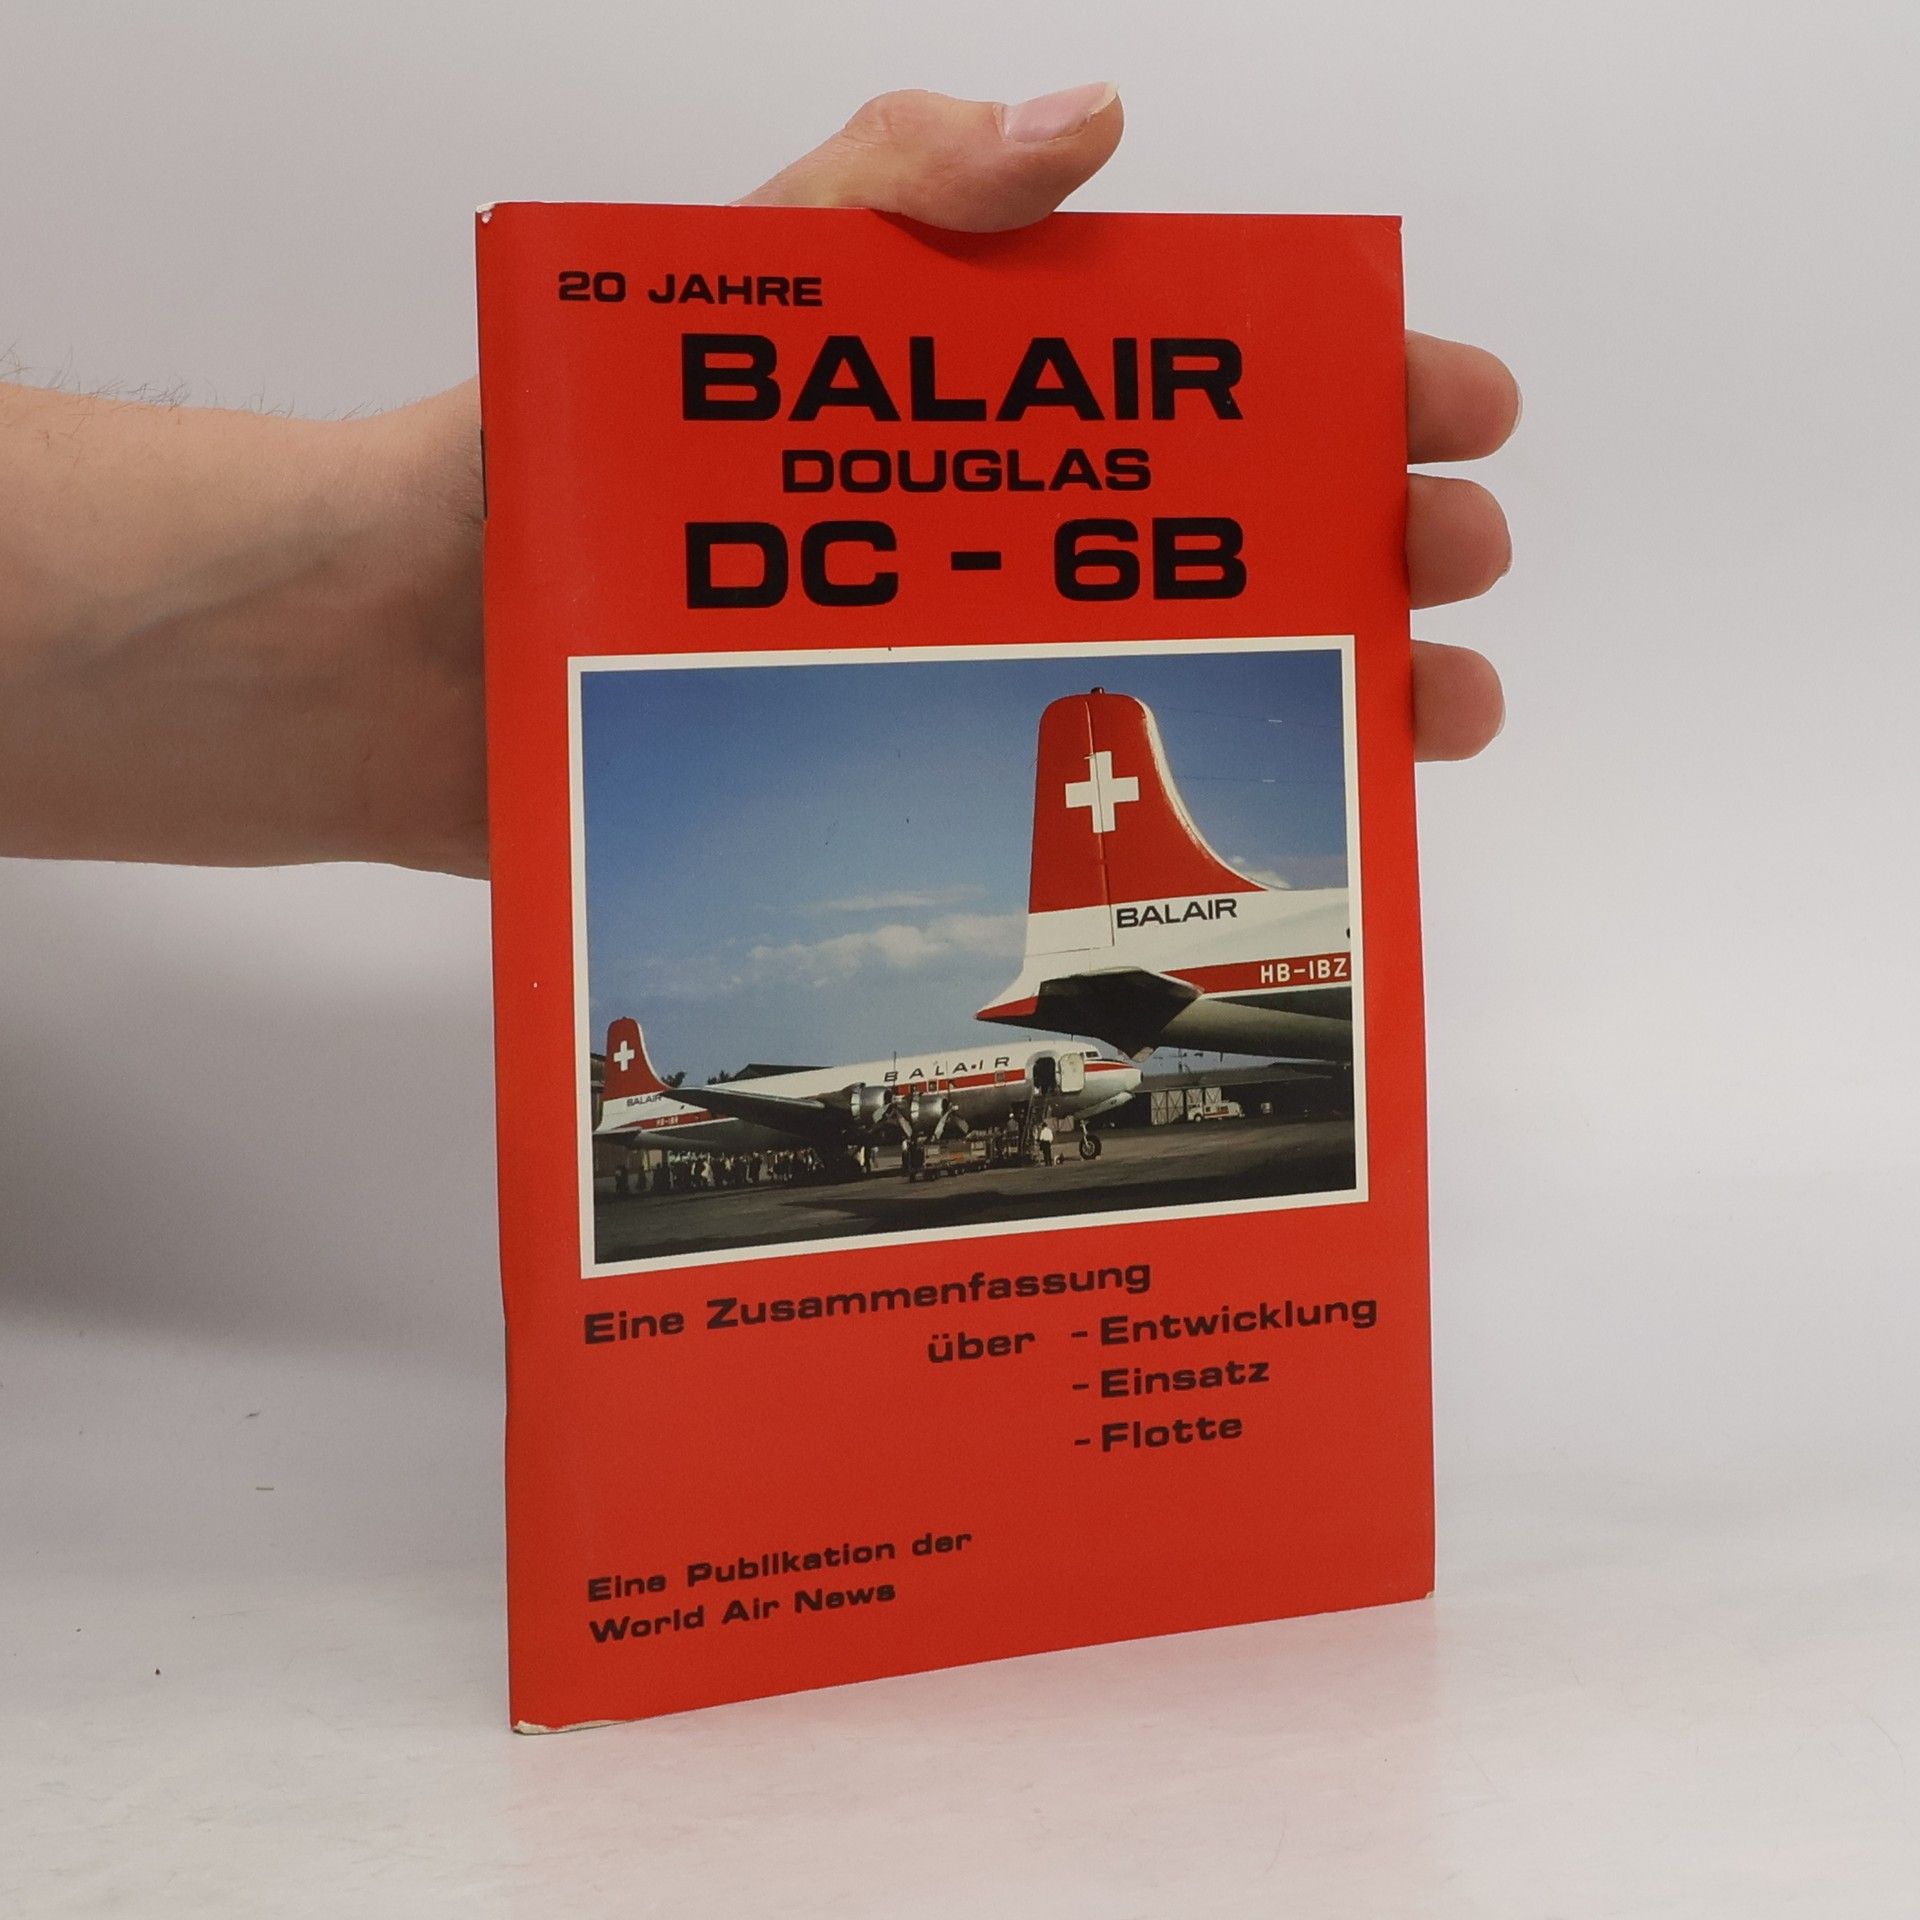 20 JAHRE
BALAIR
DOUGLAS
DC - 6B
BALAIR
HB-IBZ
BALAIR
BALAIR
Eine Zusammenfassung
über - Entwicklung
- Einsatz
- Flotte
Eine Publikation der
World Air News